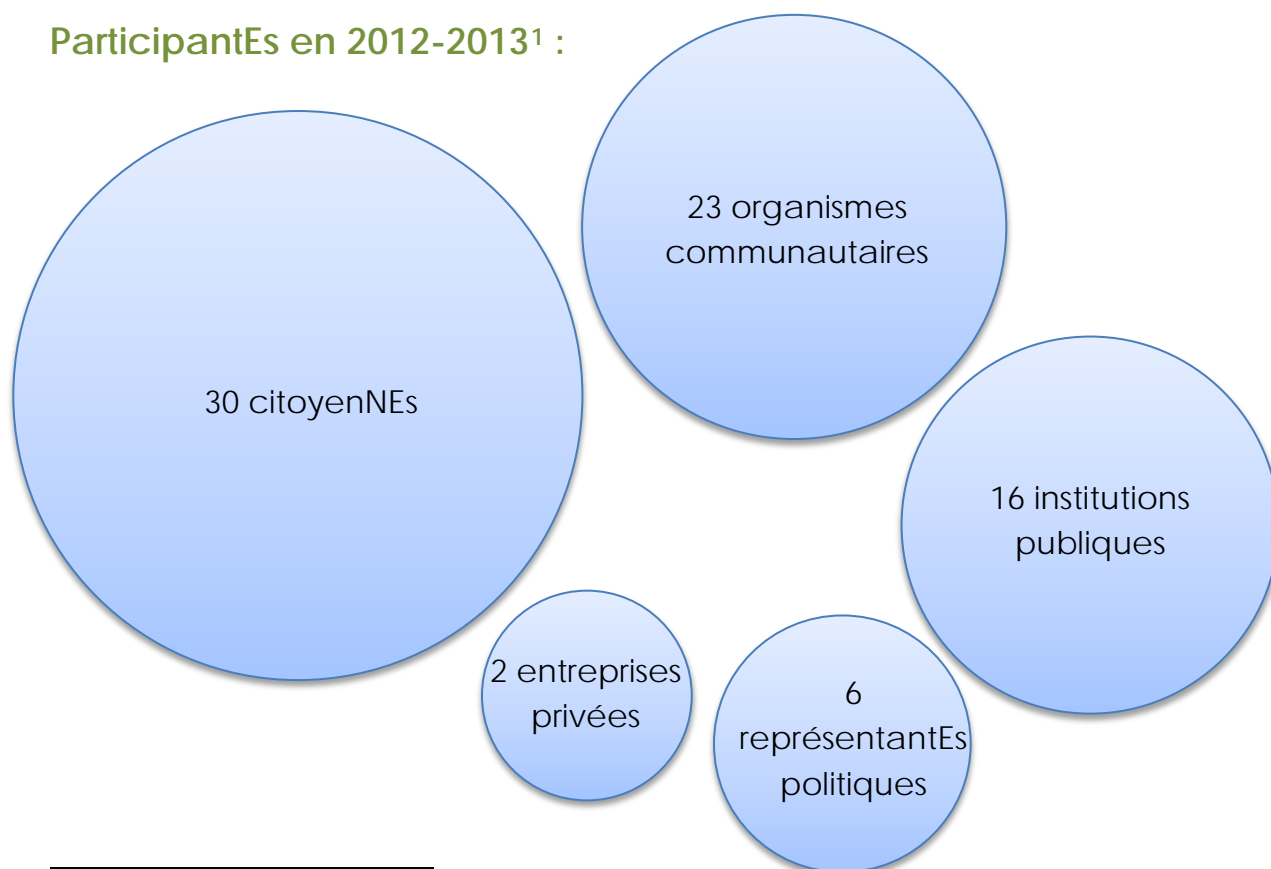 ParticipantEs en 2012-2013¹ :
23 organismes
communautaires
30 citoyenNEs
16 institutions
publiques
2 entreprises
privées
6
représentantEs
politiques